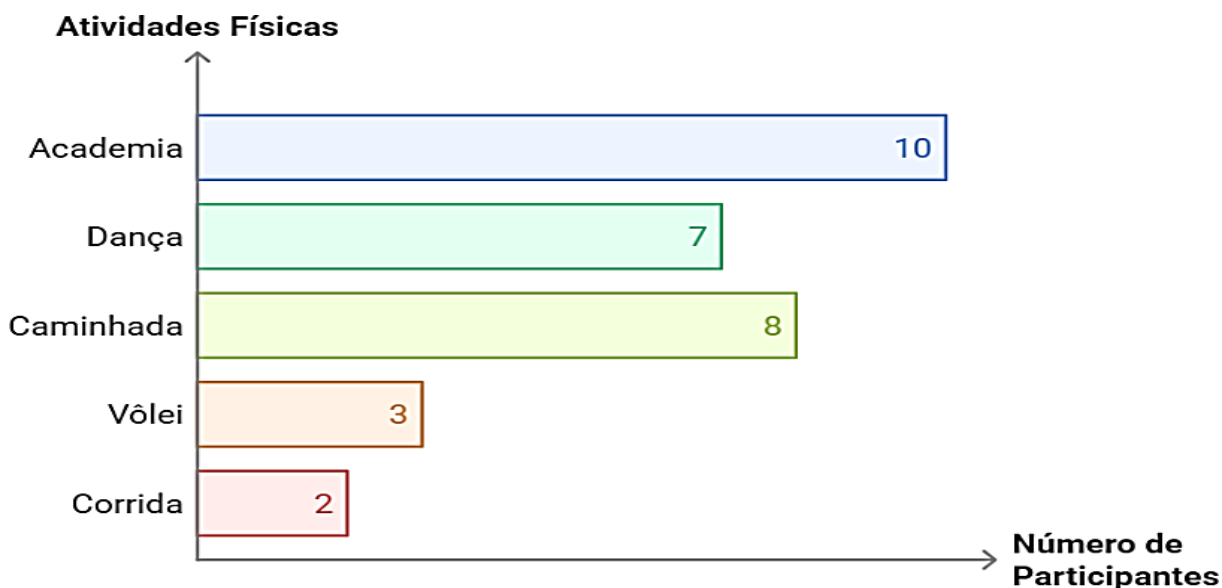 Atividades Físicas
Academia
10
Dança
7
Caminhada
8
Vôlei
3
Corrida
2
Número de
Participantes